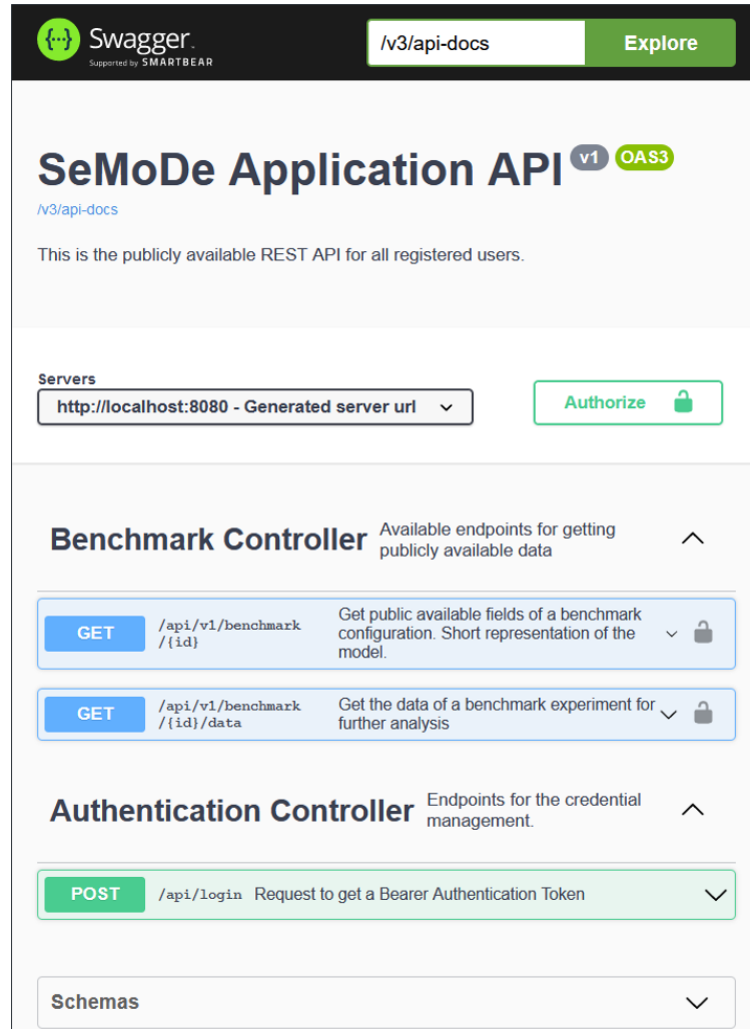 {···} Swagger.
Supported by SMARTBEAR
/v3/api-docs
Explore
SeMoDe Application API v1 OAS3
/v3/api-docs
This is the publicly available REST API for all registered users.
Servers
http://localhost:8080 - Generated server url
Authorize
Benchmark Controller
Available endpoints for getting
publicly available data
GET
/api/v1/benchmark
/{id}
Get public available fields of a benchmark
configuration. Short representation of the
model.
GET
/api/v1/benchmark
/{id}/data
Get the data of a benchmark experiment for
further analysis
Authentication Controller
Endpoints for the credential
management.
POST /api/login Request to get a Bearer Authentication Token
Schemas